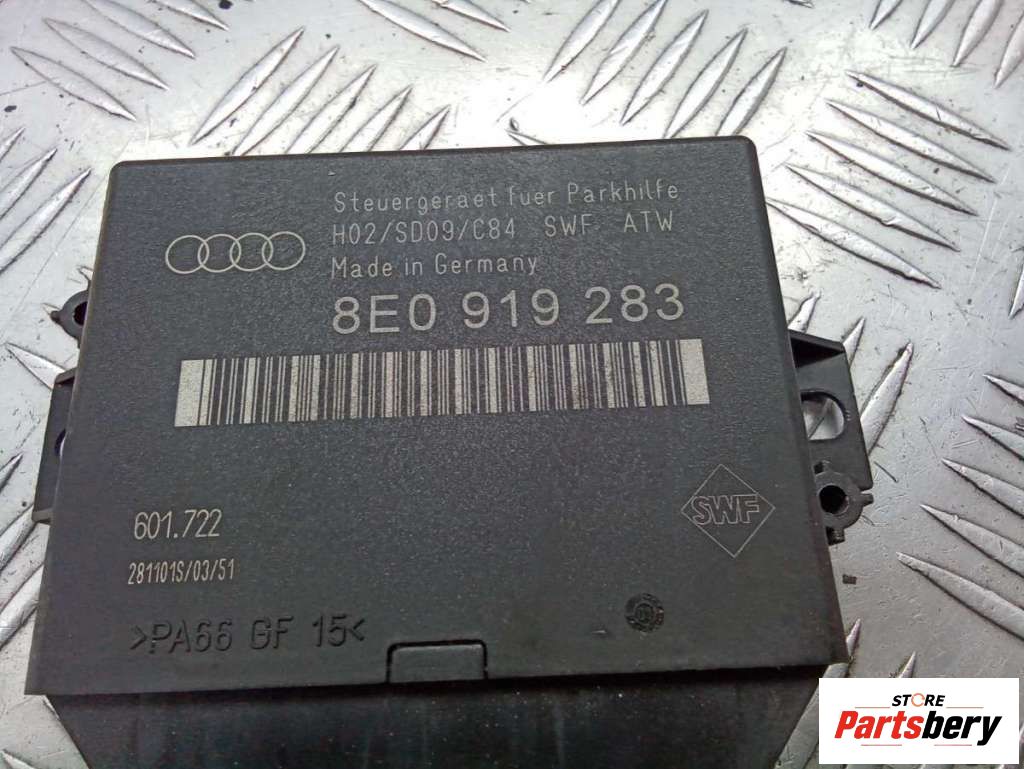 Steuergeraet fuer Parkhilfe
H02/SD09/C84 SWF ATW
Made in Germany
8E0 919 283
601.722
281101S/03/51
SWF
>PA66 GF 15<
STORE
Partsbery